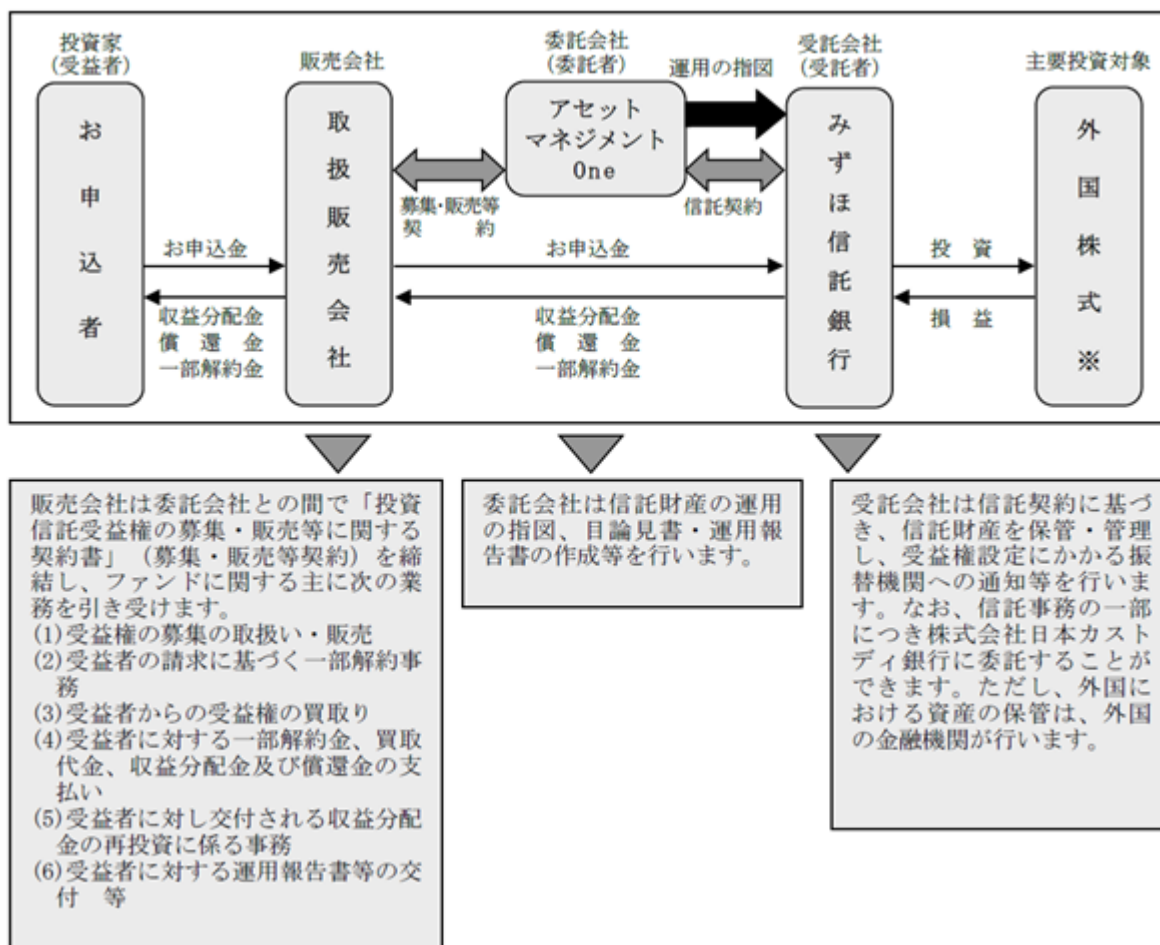 投資家
(受益者)
販売会社
委託会社
(委託者)
運用の指図
受託会社
(受託者)
主要投資対象
お申込者
取扱販売会社
アセット
マネジメント
One
みずほ信託銀行
外国株式※
募集・販売等
契 約
信託契約
お申込金
お申込金
投 資
収益分配金
償 還 金
一部解約金
収益分配金
償 還 金
一部解約金
損 益
販売会社は委託会社との間で「投資
信託受益権の募集・販売等に関する
契約書」(募集・販売等契約)を締
結し、ファンドに関する主に次の業
務を引き受けます。
(1)受益権の募集の取扱い・販売
(2)受益者の請求に基づく一部解約事
務
(3)受益者からの受益権の買取り
(4)受益者に対する一部解約金、買取
代金、収益分配金及び償還金の支
払い
(5)受益者に対し交付される収益分配
金の再投資に係る事務
(6)受益者に対する運用報告書等の交
付 等
委託会社は信託財産の運用
の指図、目論見書・運用報
告書の作成等を行います。
受託会社は信託契約に基づ
き、信託財産を保管・管理
し、受益権設定にかかる振
替機関への通知等を行いま
す。なお、信託事務の一部
につき株式会社日本カスト
ディ銀行に委託することが
できます。ただし、外国に
おける資産の保管は、外国
の金融機関が行います。